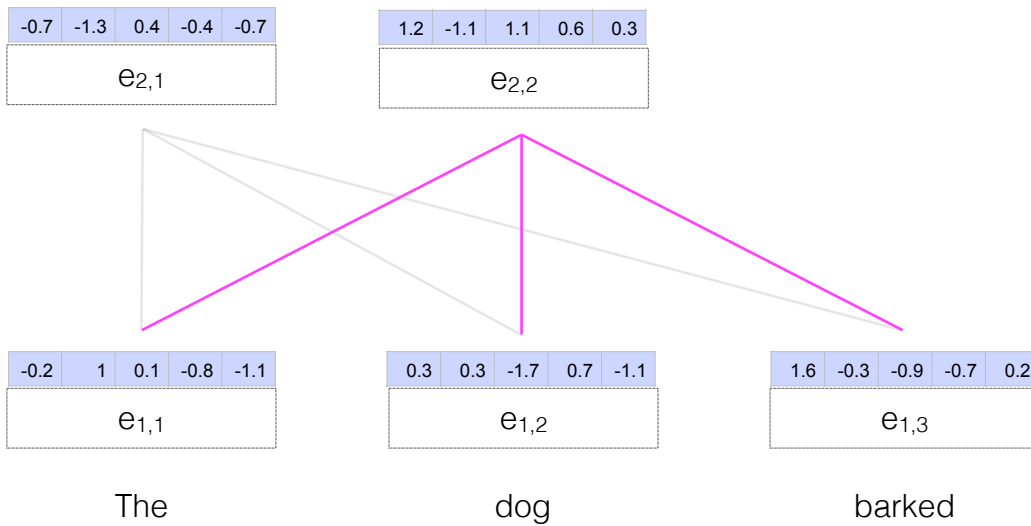 -0.7 -1.3 0.4 -0.4 -0.7 1.2 -1.1 1.1 0.6 0.3
e2,1 e2,2
-0.2 1 0.1 -0.8 -1.1 0.3 0.3 -1.7 0.7 -1.1 1.6 -0.3 -0.9 -0.7 0.2
e1,1 e1,2 e1,3
The dog barked